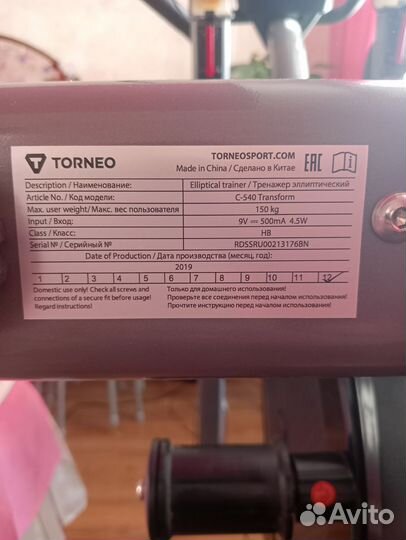 TORNEO
TORNEOSPORT.COM
Made in China / Сделано в Китае
EAC
Description / Наименование: Elliptical trainer / Тренажер эллиптический
Article No. / Код модели: C-540 Transform
Max. user weight/ Макс. вес пользователя 150 kg
Input / Вход: 9V 500mA 4.5W
Class / Класс: HB
Serial № / Серийный № RDSSRU00213176BN
Date of Production / Дата производства (месяц, год):
2019
1 2 3 4 5 6 7 8 9 10 11 12
Domestic use only! Check all screws and
connections of a secure fit before use!
Regard instructions!
Только для домашнего использования!
Проверьте все соединения перед началом использования!
Прочтите инструкцию перед началом использования!
Avito